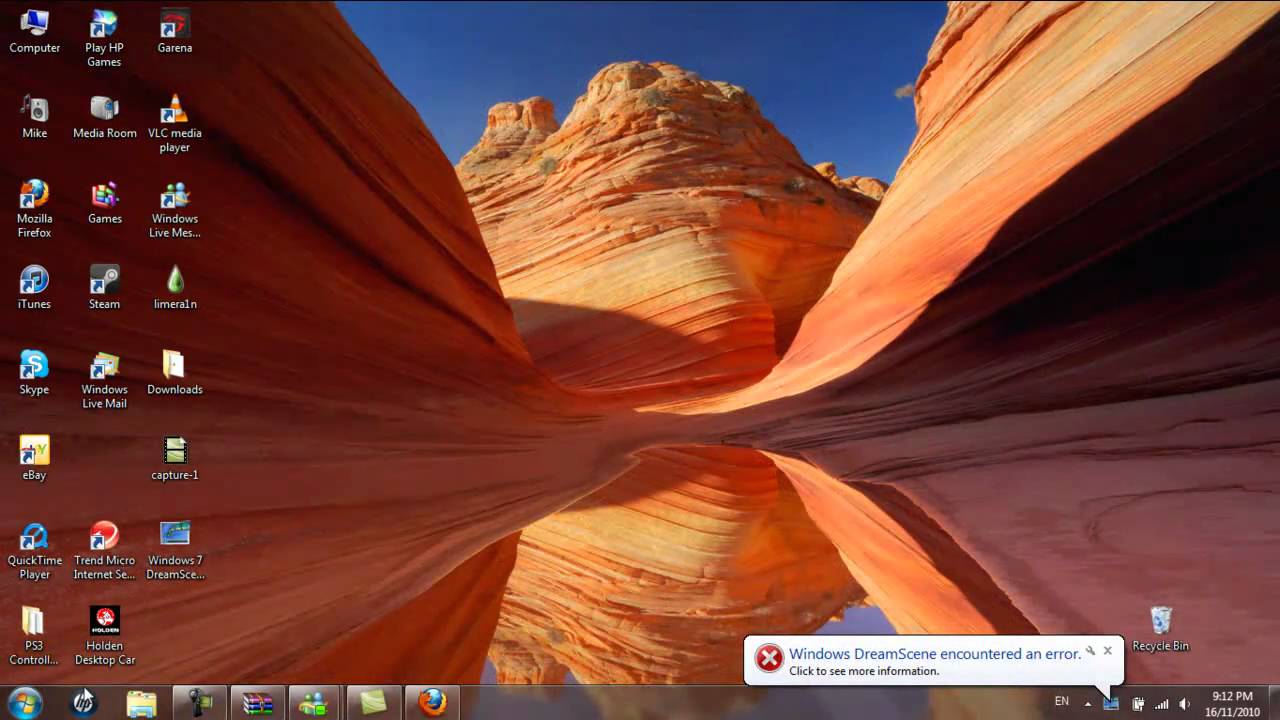 Computer
Play HP
Games
Garena
Mike
Media Room
VLC media
player
Mozilla
Firefox
Games
Windows
Live Mes...
iTunes
Steam
limera1n
Skype
Windows
Live Mail
Downloads
eBay
capture-1
QuickTime
Player
Trend Micro
Internet Se...
Windows 7
DreamSce...
PS3
Controll...
HOLDEN
Holden
Desktop Car
Recycle Bin
Windows DreamScene encountered an error.
Click to see more information.
hp
EN
9:12 PM
16/11/2010